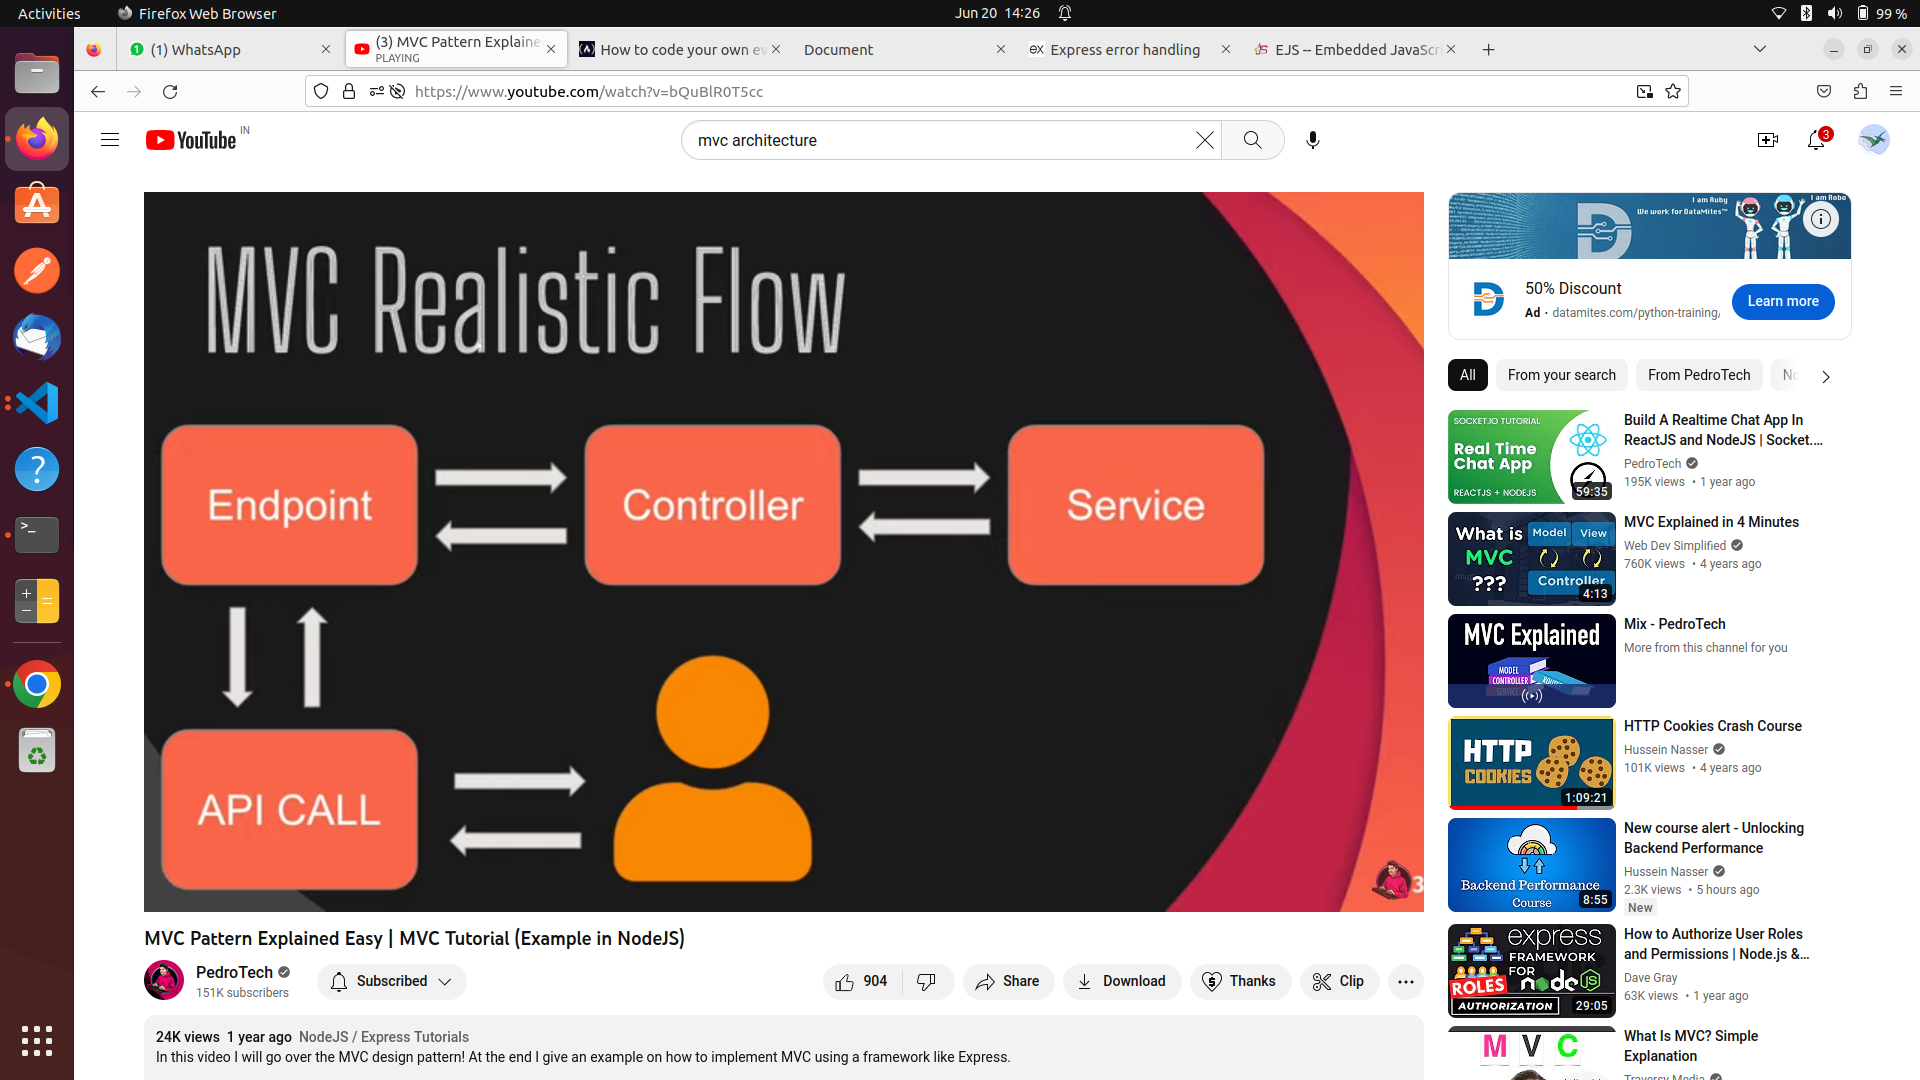 Activities
Firefox Web Browser
Jun 20 14:26
99 %
(1) WhatsApp
(3) MVC Pattern Explaine
PLAYING
How to code your own ev
Document
Express error handling
EJS -- Embedded JavaScri
https://www.youtube.com/watch?v=bQuBlR0T5cc
YouTube IN
mvc architecture
3
MVC Realistic Flow
Endpoint
Controller
Service
API CALL
MVC Pattern Explained Easy | MVC Tutorial (Example in NodeJS)
PedroTech
151K subscribers
Subscribed
904
Share
Download
Thanks
Clip
24K views 1 year ago NodeJS / Express Tutorials
In this video I will go over the MVC design pattern! At the end I give an example on how to implement MVC using a framework like Express.
I am Ruby
I am Robo
We work for DataMites™
50% Discount
Ad · datamites.com/python-training/
Learn more
All
From your search
From PedroTech
SOCKET.IO TUTORIAL
Real Time
Chat App
REACTJS + NODEJS
59:35
Build A Realtime Chat App In
ReactJS and NodeJS | Socket....
PedroTech
195K views • 1 year ago
What is
MVC
???
Model
View
Controller
4:13
MVC Explained in 4 Minutes
Web Dev Simplified
760K views • 4 years ago
MVC Explained
MODEL
CONTROLLER
SERVICE
Mix - PedroTech
More from this channel for you
HTTP
COOKIES
1:09:21
HTTP Cookies Crash Course
Hussein Nasser
101K views • 4 years ago
Backend Performance
Course
8:55
New course alert - Unlocking
Backend Performance
Hussein Nasser
2.3K views • 5 hours ago
New
express
FRAMEWORK
FOR
node JS
ROLES
AUTHORIZATION
29:05
How to Authorize User Roles
and Permissions | Node.js &...
Dave Gray
63K views • 1 year ago
M V C
What Is MVC? Simple
Explanation
Traversy Media